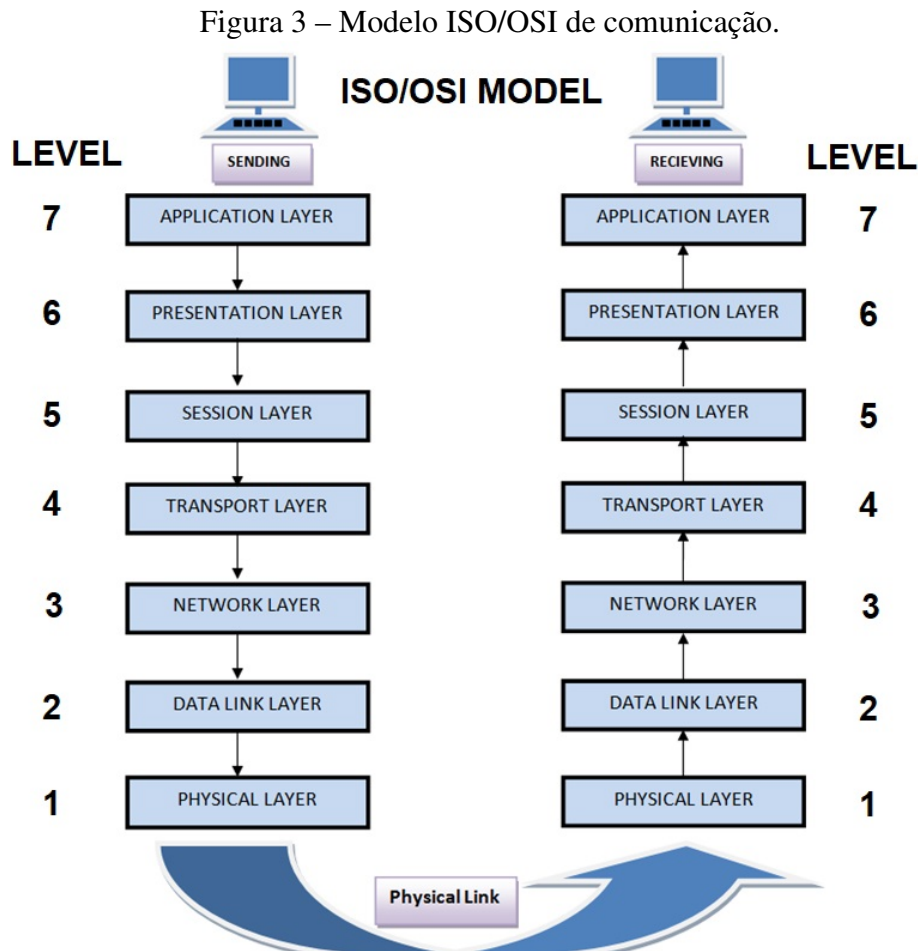 Figura 3 – Modelo ISO/OSI de comunicação.
ISO/OSI MODEL
LEVEL SENDING RECIEVING LEVEL
7 APPLICATION LAYER APPLICATION LAYER 7
6 PRESENTATION LAYER PRESENTATION LAYER 6
5 SESSION LAYER SESSION LAYER 5
4 TRANSPORT LAYER TRANSPORT LAYER 4
3 NETWORK LAYER NETWORK LAYER 3
2 DATA LINK LAYER DATA LINK LAYER 2
1 PHYSICAL LAYER PHYSICAL LAYER 1
Physical Link